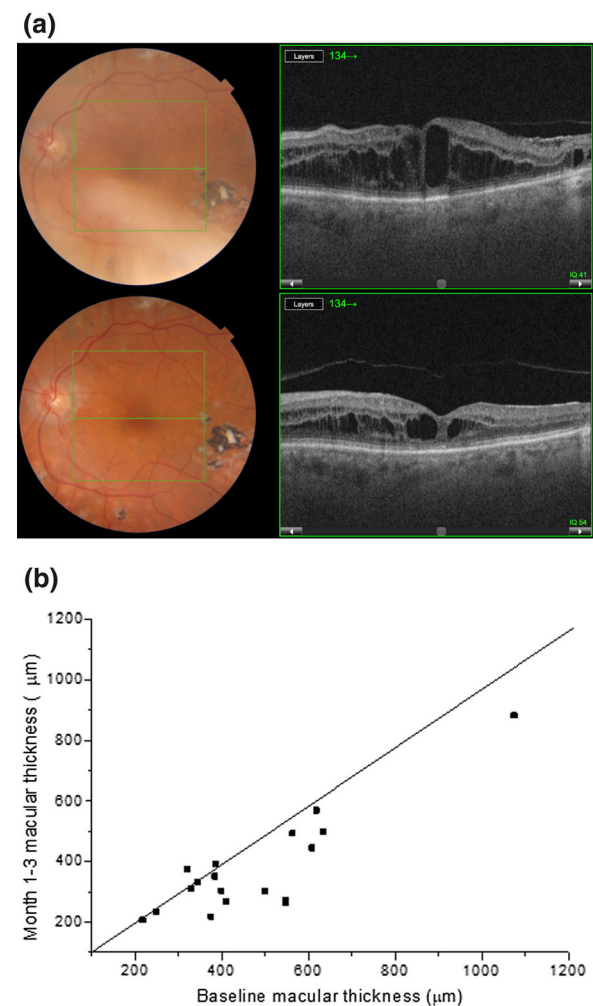 (a)
Layers 134→
IQ 41
Layers 134→
IQ 54
(b)
1200
1000
800
600
400
200
Month 1-3 macular thickness ( μm)
200 400 600 800 1000 1200
Baseline macular thickness (μm)